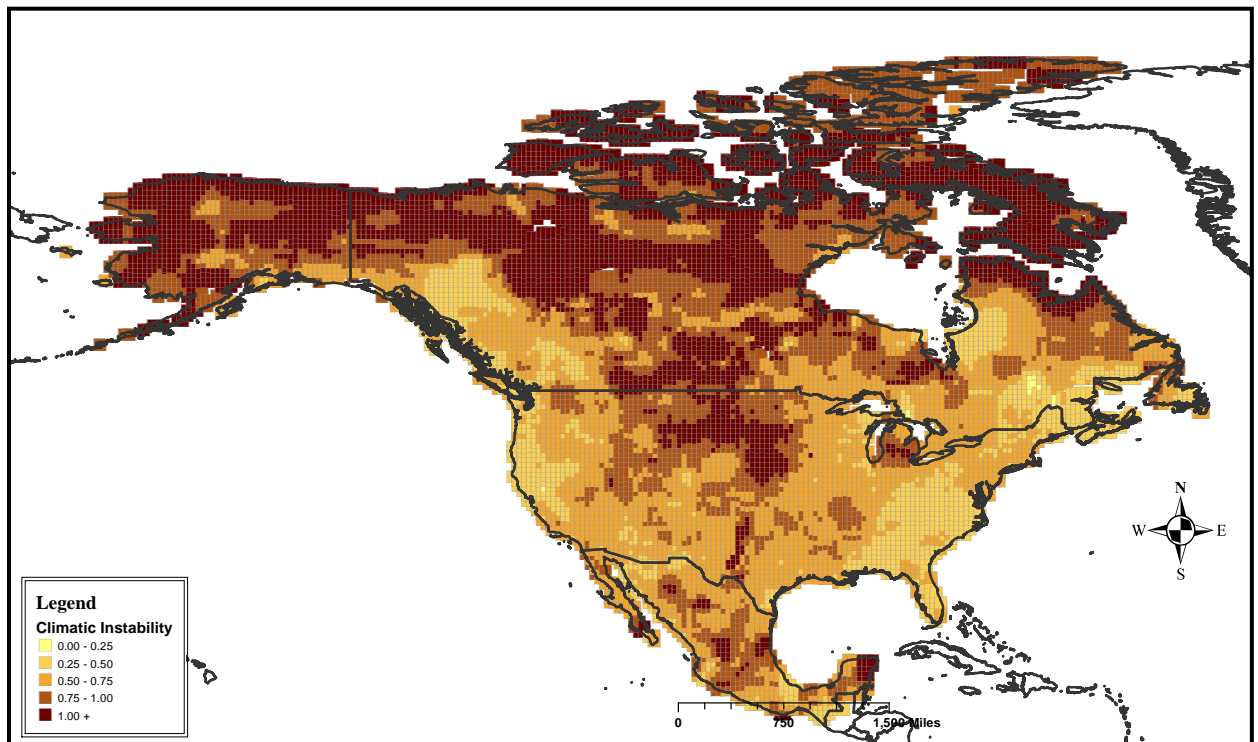 N
W E
S
Legend
Climatic Instability
0.00 - 0.25
0.25 - 0.50
0.50 - 0.75
0.75 - 1.00
1.00 +
0 750 1,500 Miles